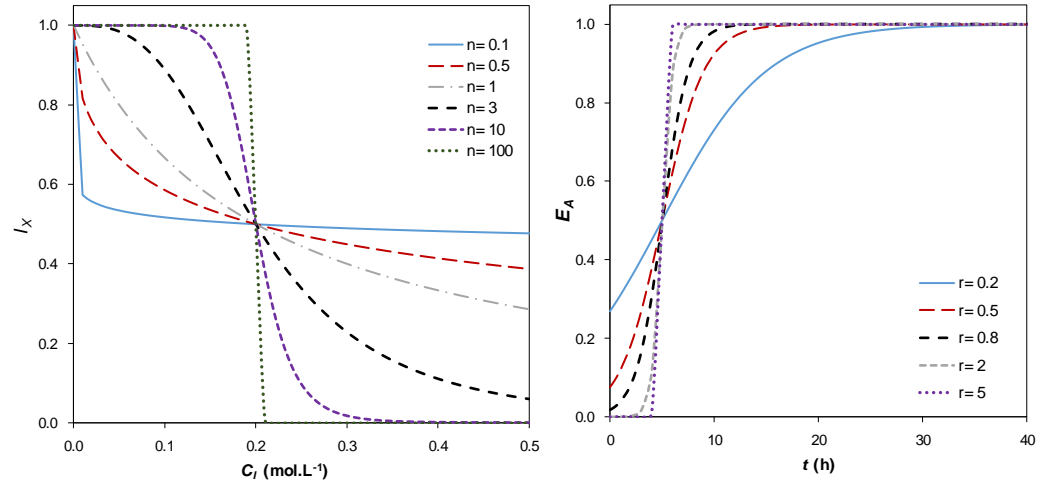 1.0
0.8
0.6
0.4
0.2
0.0
I_X
n= 0.1
n= 0.5
n= 1
n= 3
n= 10
n= 100
0.0 0.1 0.2 0.3 0.4 0.5
C_I (mol.L⁻¹)
1.0
0.8
0.6
0.4
0.2
0.0
E_A
r= 0.2
r= 0.5
r= 0.8
r= 2
r= 5
0 10 20 30 40
t (h)